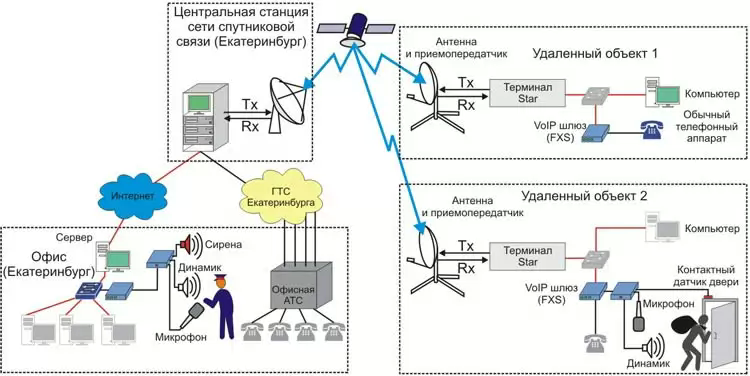 Центральная станция
сети спутниковой
связи (Екатеринбург)
Tx
Rx
Удаленный объект 1
Антенна
и приемопередатчик
Tx
Rx
Терминал
Star
Компьютер
VoIP шлюз
(FXS)
Обычный
телефонный
аппарат
Интернет
ГТС
Екатеринбурга
Удаленный объект 2
Антенна
и приемопередатчик
Tx
Rx
Терминал
Star
Компьютер
VoIP шлюз
(FXS)
Контактный
датчик двери
Микрофон
Динамик
Офис
(Екатеринбург)
Сервер
Сирена
Динамик
Микрофон
Офисная
АТС